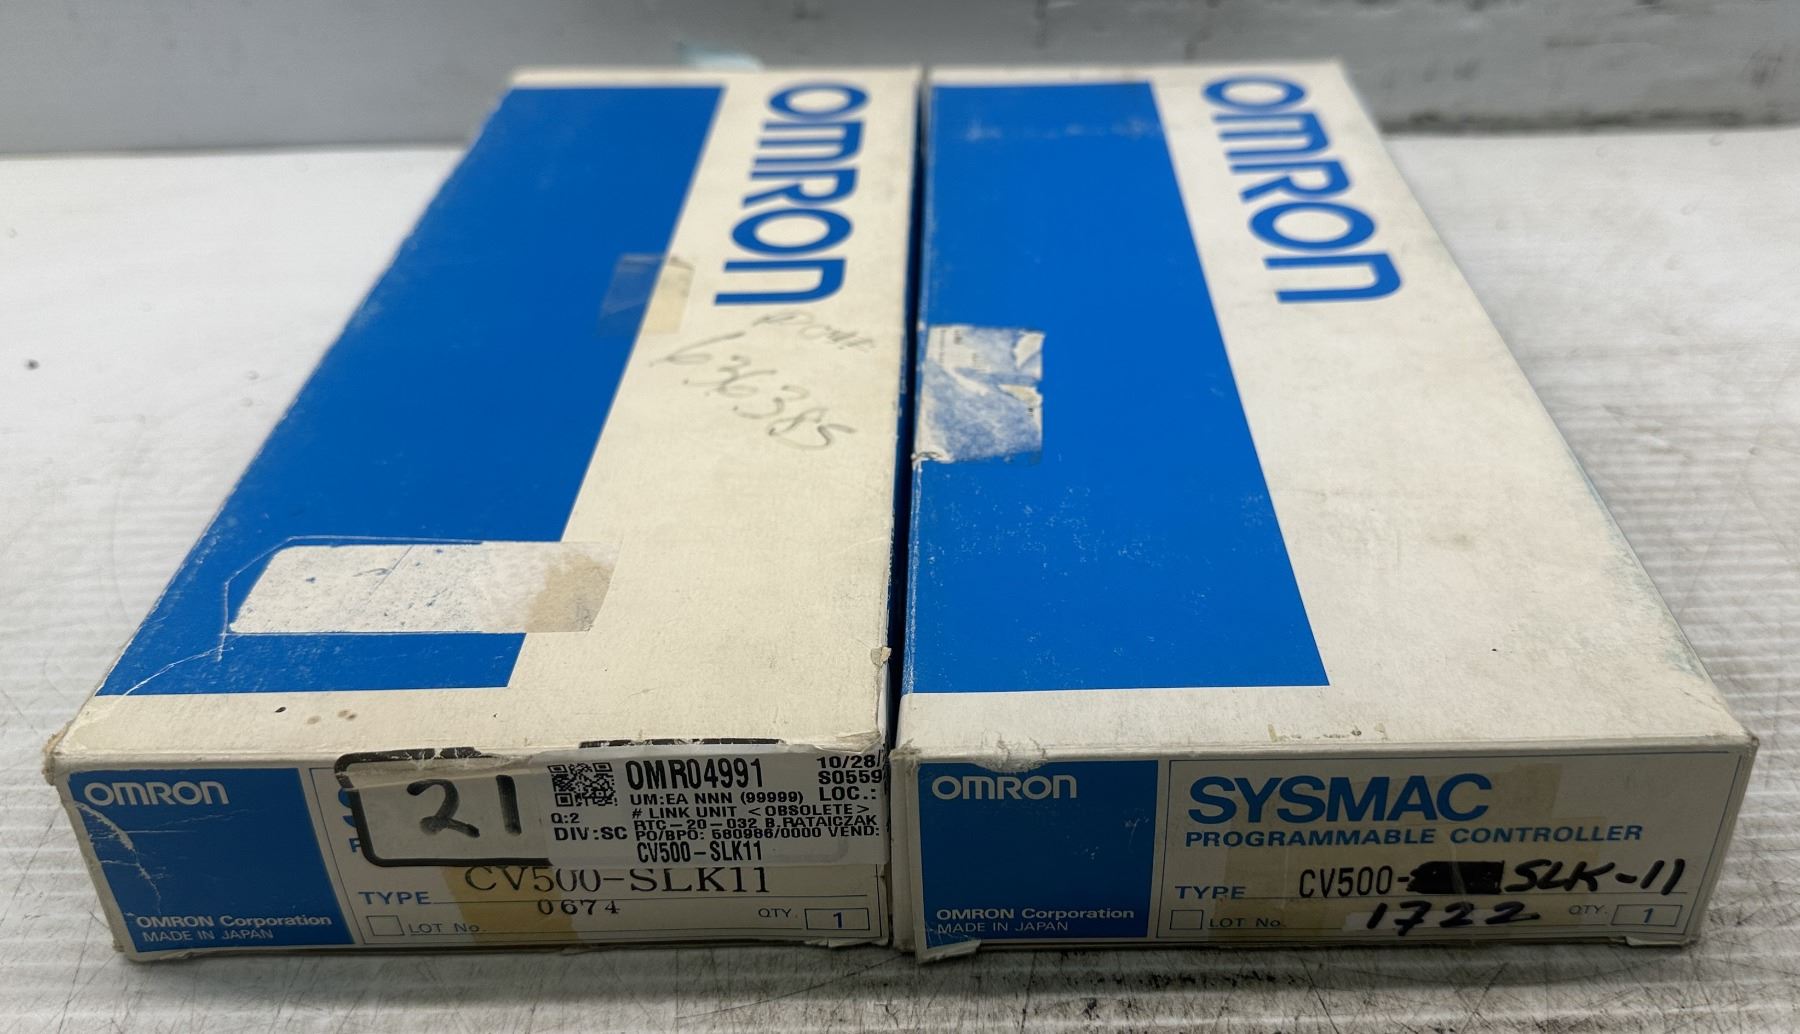 OMRON
636385
OMRON
OMRON
21
OMR04991
10/28/
S0559
UM:EA NNN (99999) LOC.:
Q:2
# LINK UNIT <OBSOLETE>
DIV:SC
RTC-20-032 B.RATAICZAK
PO/BPO: 580986/0000 VEND:
CV500-SLK11
TYPE CV500-SLK11
0674
LOT No.
QTY. 1
OMRON Corporation
MADE IN JAPAN
OMRON
SYSMAC
PROGRAMMABLE CONTROLLER
TYPE CV500- SLK-11
LOT No. 1722
QTY. 1
OMRON Corporation
MADE IN JAPAN